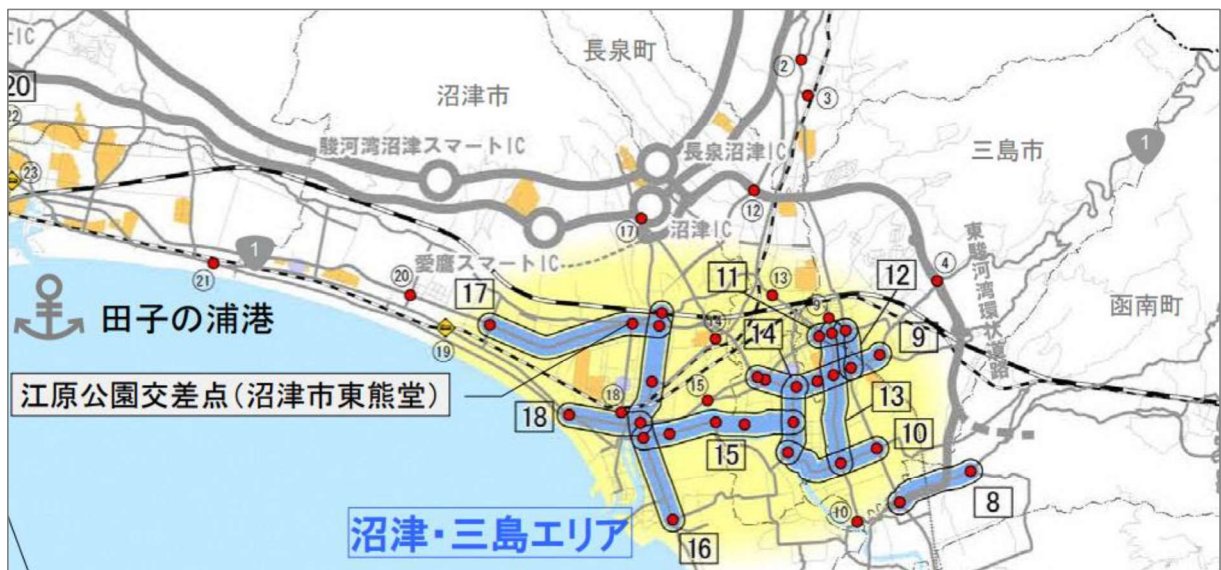 長泉町
②
③
沼津市
三島市
1
20
22
駿河湾沼津スマートIC
長泉沼津IC
23
⑫
⑰
沼津IC
④
東駿河湾環状道路
愛鷹スマートIC
1
21
⑳
17
11
⑬
12
函南町
田子の浦港
⑲
14
⑭
9
9
江原公園交差点(沼津市東熊堂)
⑱
⑮
13
18
15
10
8
⑩
沼津・三島エリア
16